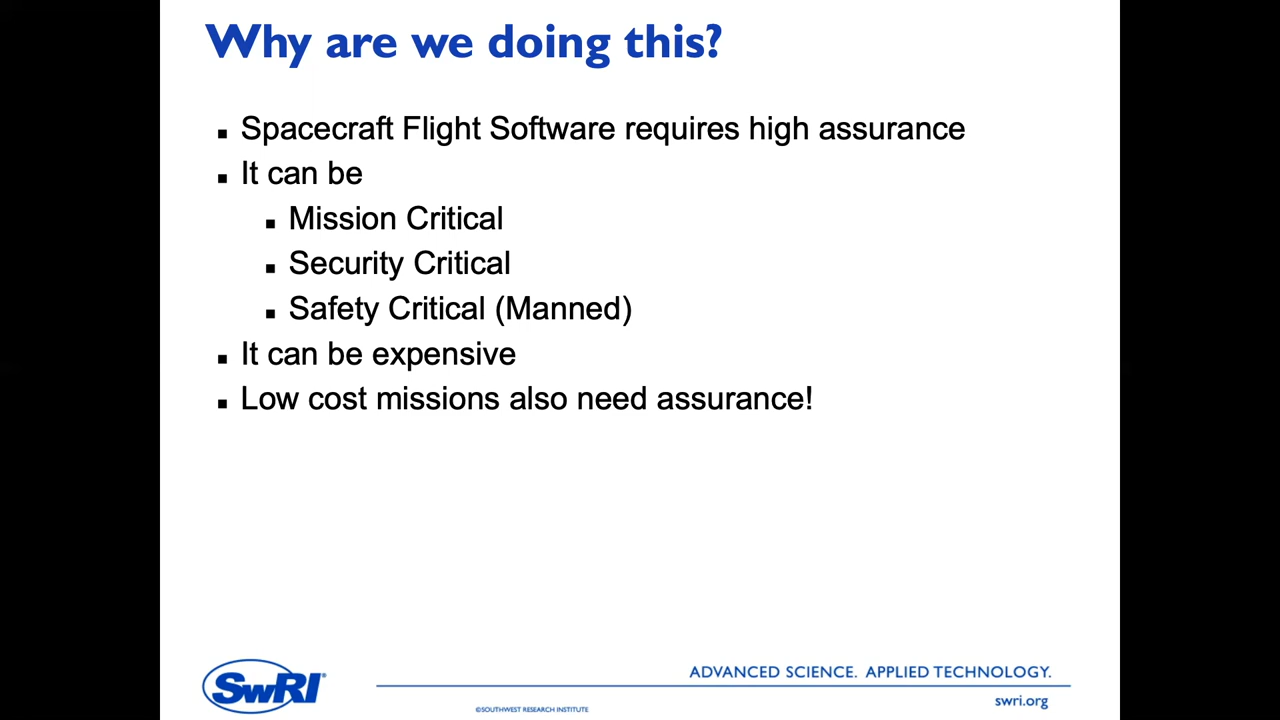 Why are we doing this?
Spacecraft Flight Software requires high assurance
It can be
Mission Critical
Security Critical
Safety Critical (Manned)
It can be expensive
Low cost missions also need assurance!
SwRI®
ADVANCED SCIENCE. APPLIED TECHNOLOGY.
swri.org
©SOUTHWEST RESEARCH INSTITUTE